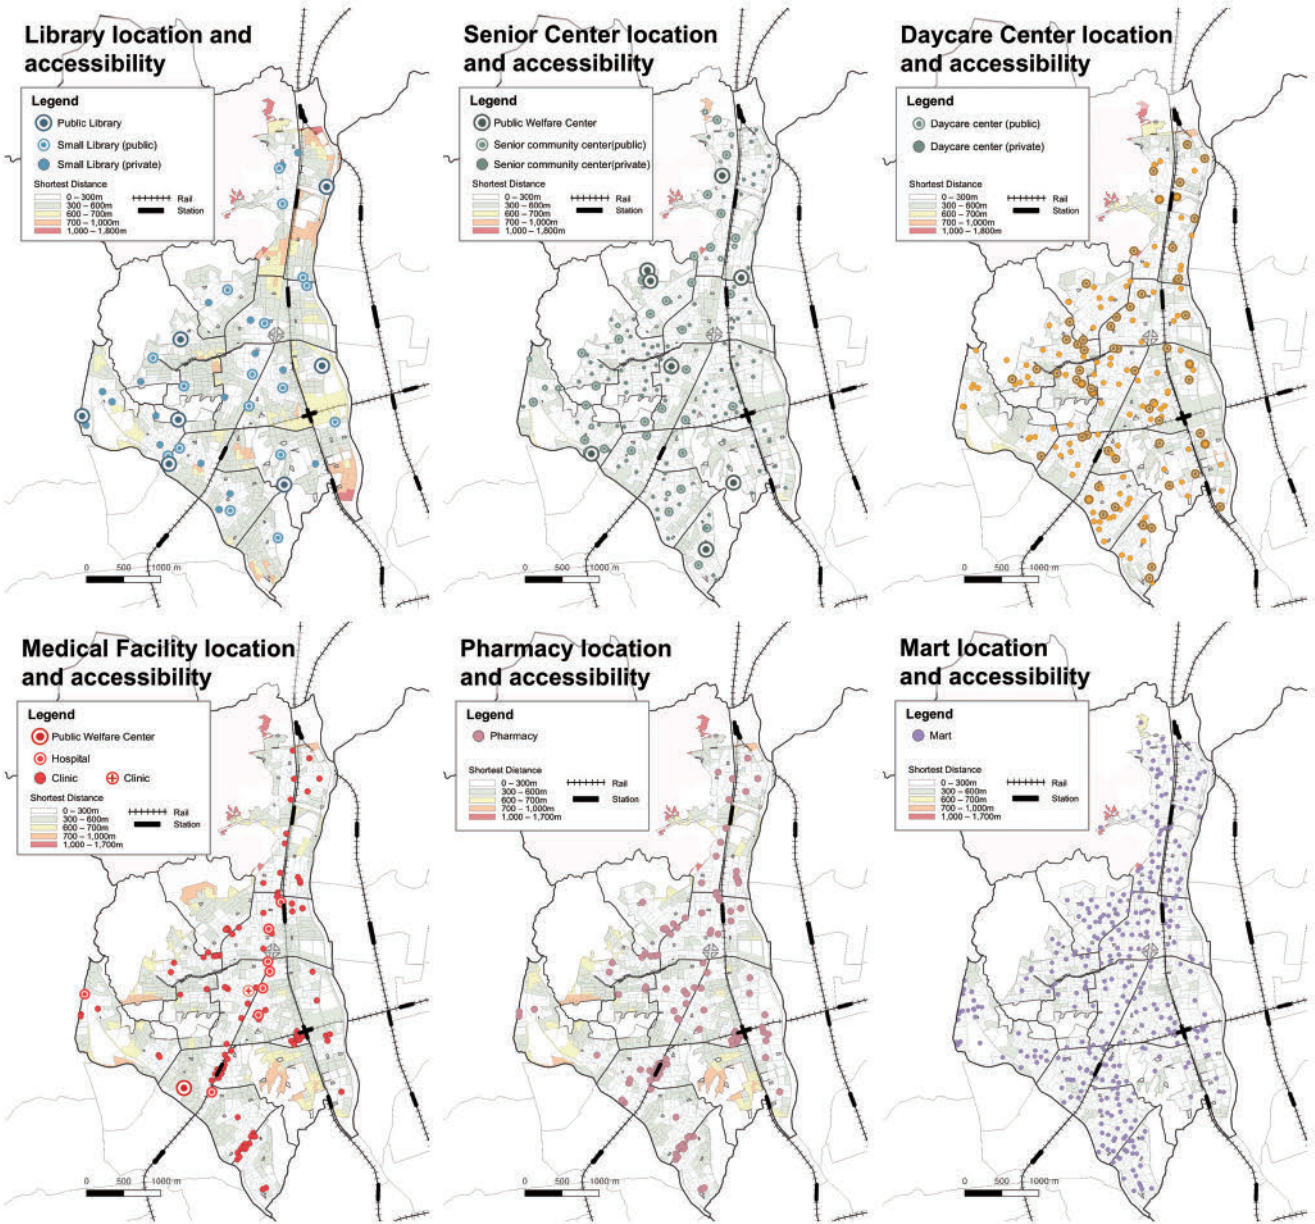 Library location and
accessibility
Legend
Public Library
Small Library (public)
Small Library (private)
Shortest Distance
0 – 300m
300 – 600m
600 – 700m
700 – 1,000m
1,000 – 1,800m
Rail
Station
0 500 1000 m
Senior Center location
and accessibility
Legend
Public Welfare Center
Senior community center(public)
Senior community center(private)
Shortest Distance
0 – 300m
300 – 600m
600 – 700m
700 – 1,000m
1,000 – 1,800m
Rail
Station
0 500 1000 m
Daycare Center location
and accessibility
Legend
Daycare center (public)
Daycare center (private)
Shortest Distance
0 – 300m
300 – 600m
600 – 700m
700 – 1,000m
1,000 – 1,800m
Rail
Station
0 500 1000 m
Medical Facility location
and accessibility
Legend
Public Welfare Center
Hospital
Clinic Clinic
Shortest Distance
0 – 300m
300 – 600m
600 – 700m
700 – 1,000m
1,000 – 1,700m
Rail
Station
0 500 1000 m
Pharmacy location
and accessibility
Legend
Pharmacy
Shortest Distance
0 – 300m
300 – 600m
600 – 700m
700 – 1,000m
1,000 – 1,700m
Rail
Station
0 500 1000 m
Mart location
and accessibility
Legend
Mart
Shortest Distance
0 – 300m
300 – 600m
600 – 700m
700 – 1,000m
1,000 – 1,700m
Rail
Station
0 500 1000 m